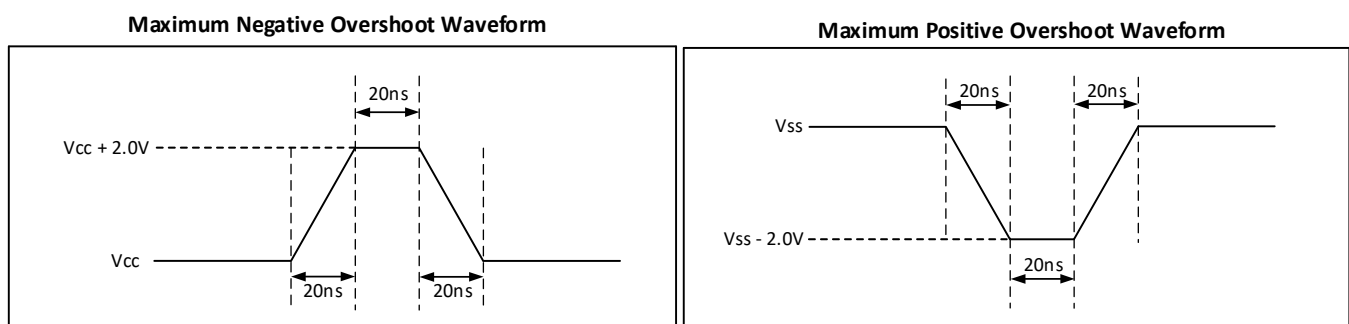 Maximum Negative Overshoot Waveform
20ns
Vcc + 2.0V
Vcc
20ns
20ns
Maximum Positive Overshoot Waveform
20ns
20ns
Vss
Vss - 2.0V
20ns